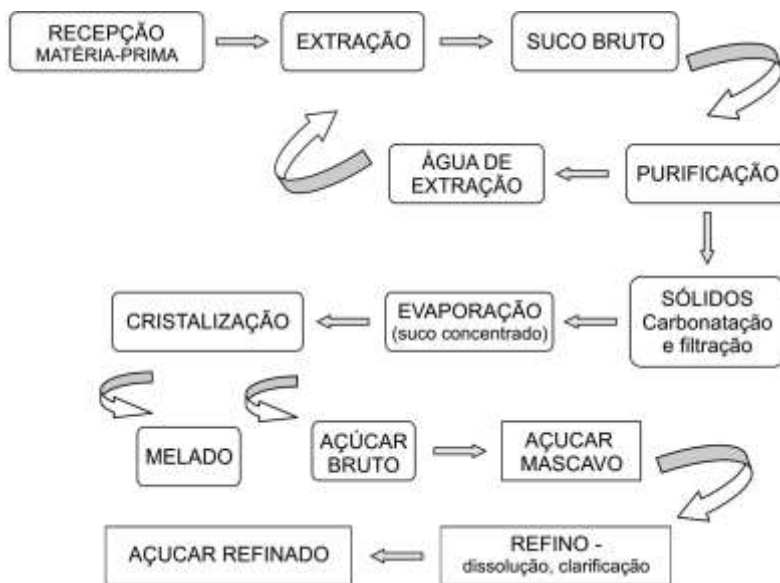 RECEPÇÃO
MATÉRIA-PRIMA
EXTRAÇÃO
SUCO BRUTO
ÁGUA DE
EXTRAÇÃO
PURIFICAÇÃO
CRISTALIZAÇÃO
EVAPORAÇÃO
(suco concentrado)
SÓLIDOS
Carbonatação
e filtração
MELADO
AÇÚCAR
BRUTO
AÇUCAR
MASCAVO
AÇUCAR REFINADO
REFINO -
dissolução, clarificação